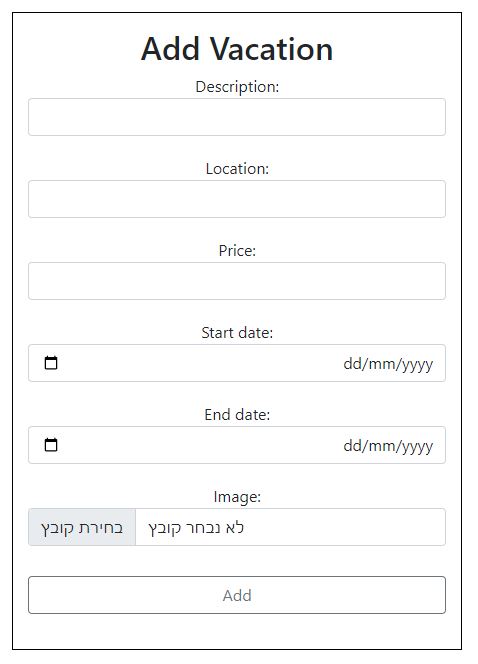 Add Vacation
Description:
Location:
Price:
Start date:
dd/mm/yyyy
End date:
dd/mm/yyyy
Image:
בחירת קובץ לא נבחר קובץ
Add